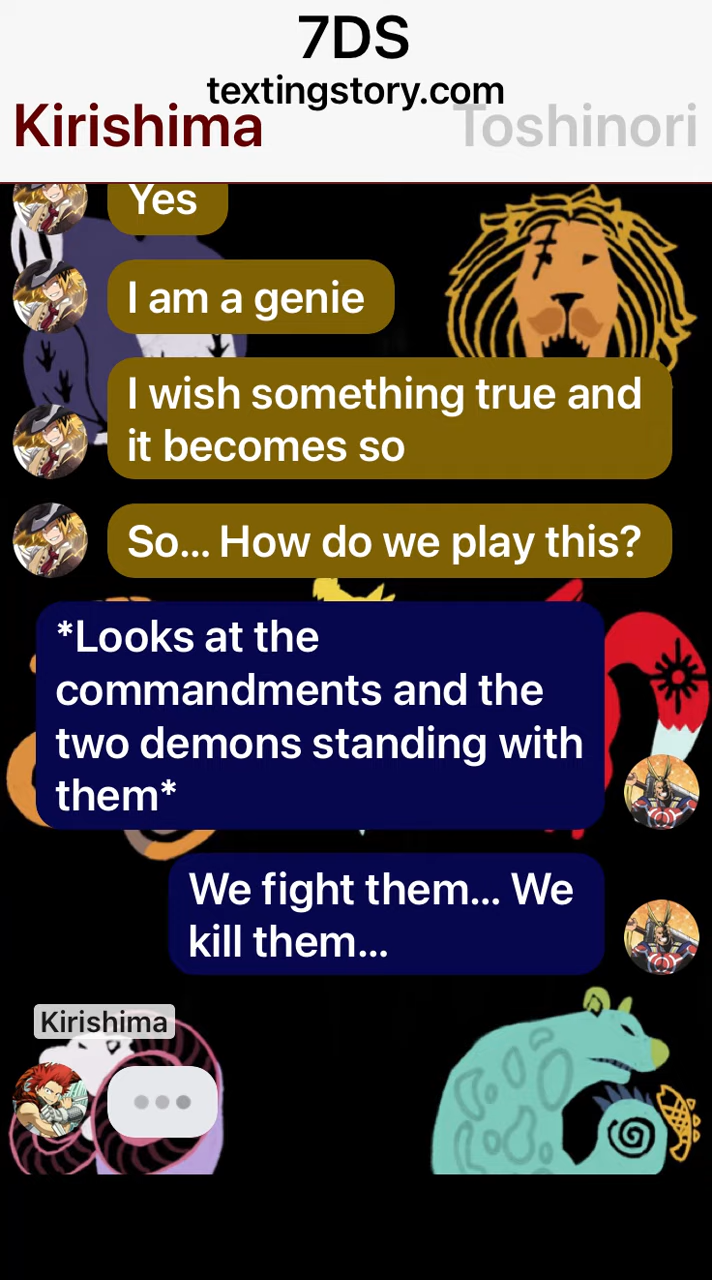 7DS
textingstory.com
Kirishima
Toshinori
Yes
I am a genie
I wish something true and
it becomes so
So... How do we play this?
*Looks at the
commandments and the
two demons standing with
them*
We fight them... We
kill them...
Kirishima